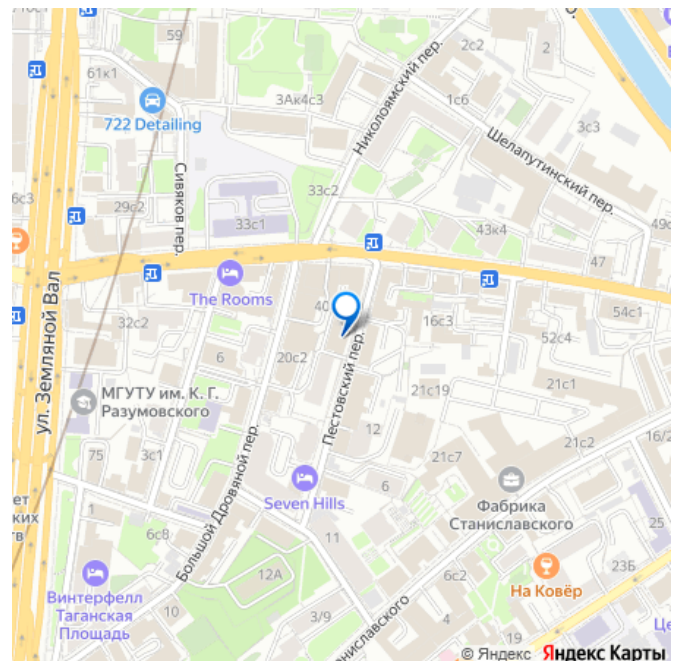 59
2с2
2
61к1
3Ак4с3
1с6
722 Detailing
Николоямский пер.
Шелапутинский пер.
3с3
Сивяков пер.
33с2
6с3
29с2
33с1
43к4
49с
47
The Rooms
40
54с1
ул. Земляной Вал
32с2
16с3
52с4
20с2
6
Пестовский пер.
МГУТУ им. К. Г.
Разумовского
21с19
21с1
12
21с2
16/2
75
3с1
21с7
Большой Дровяной пер.
Seven Hills
6
Фабрика
Станиславского
1
25
6с8
11
На Ковёр
23Б
Винтерфелл
Таганская
Площадь
12А
6с2
10
3/9
4
19
© Яндекс Яндекс Карты